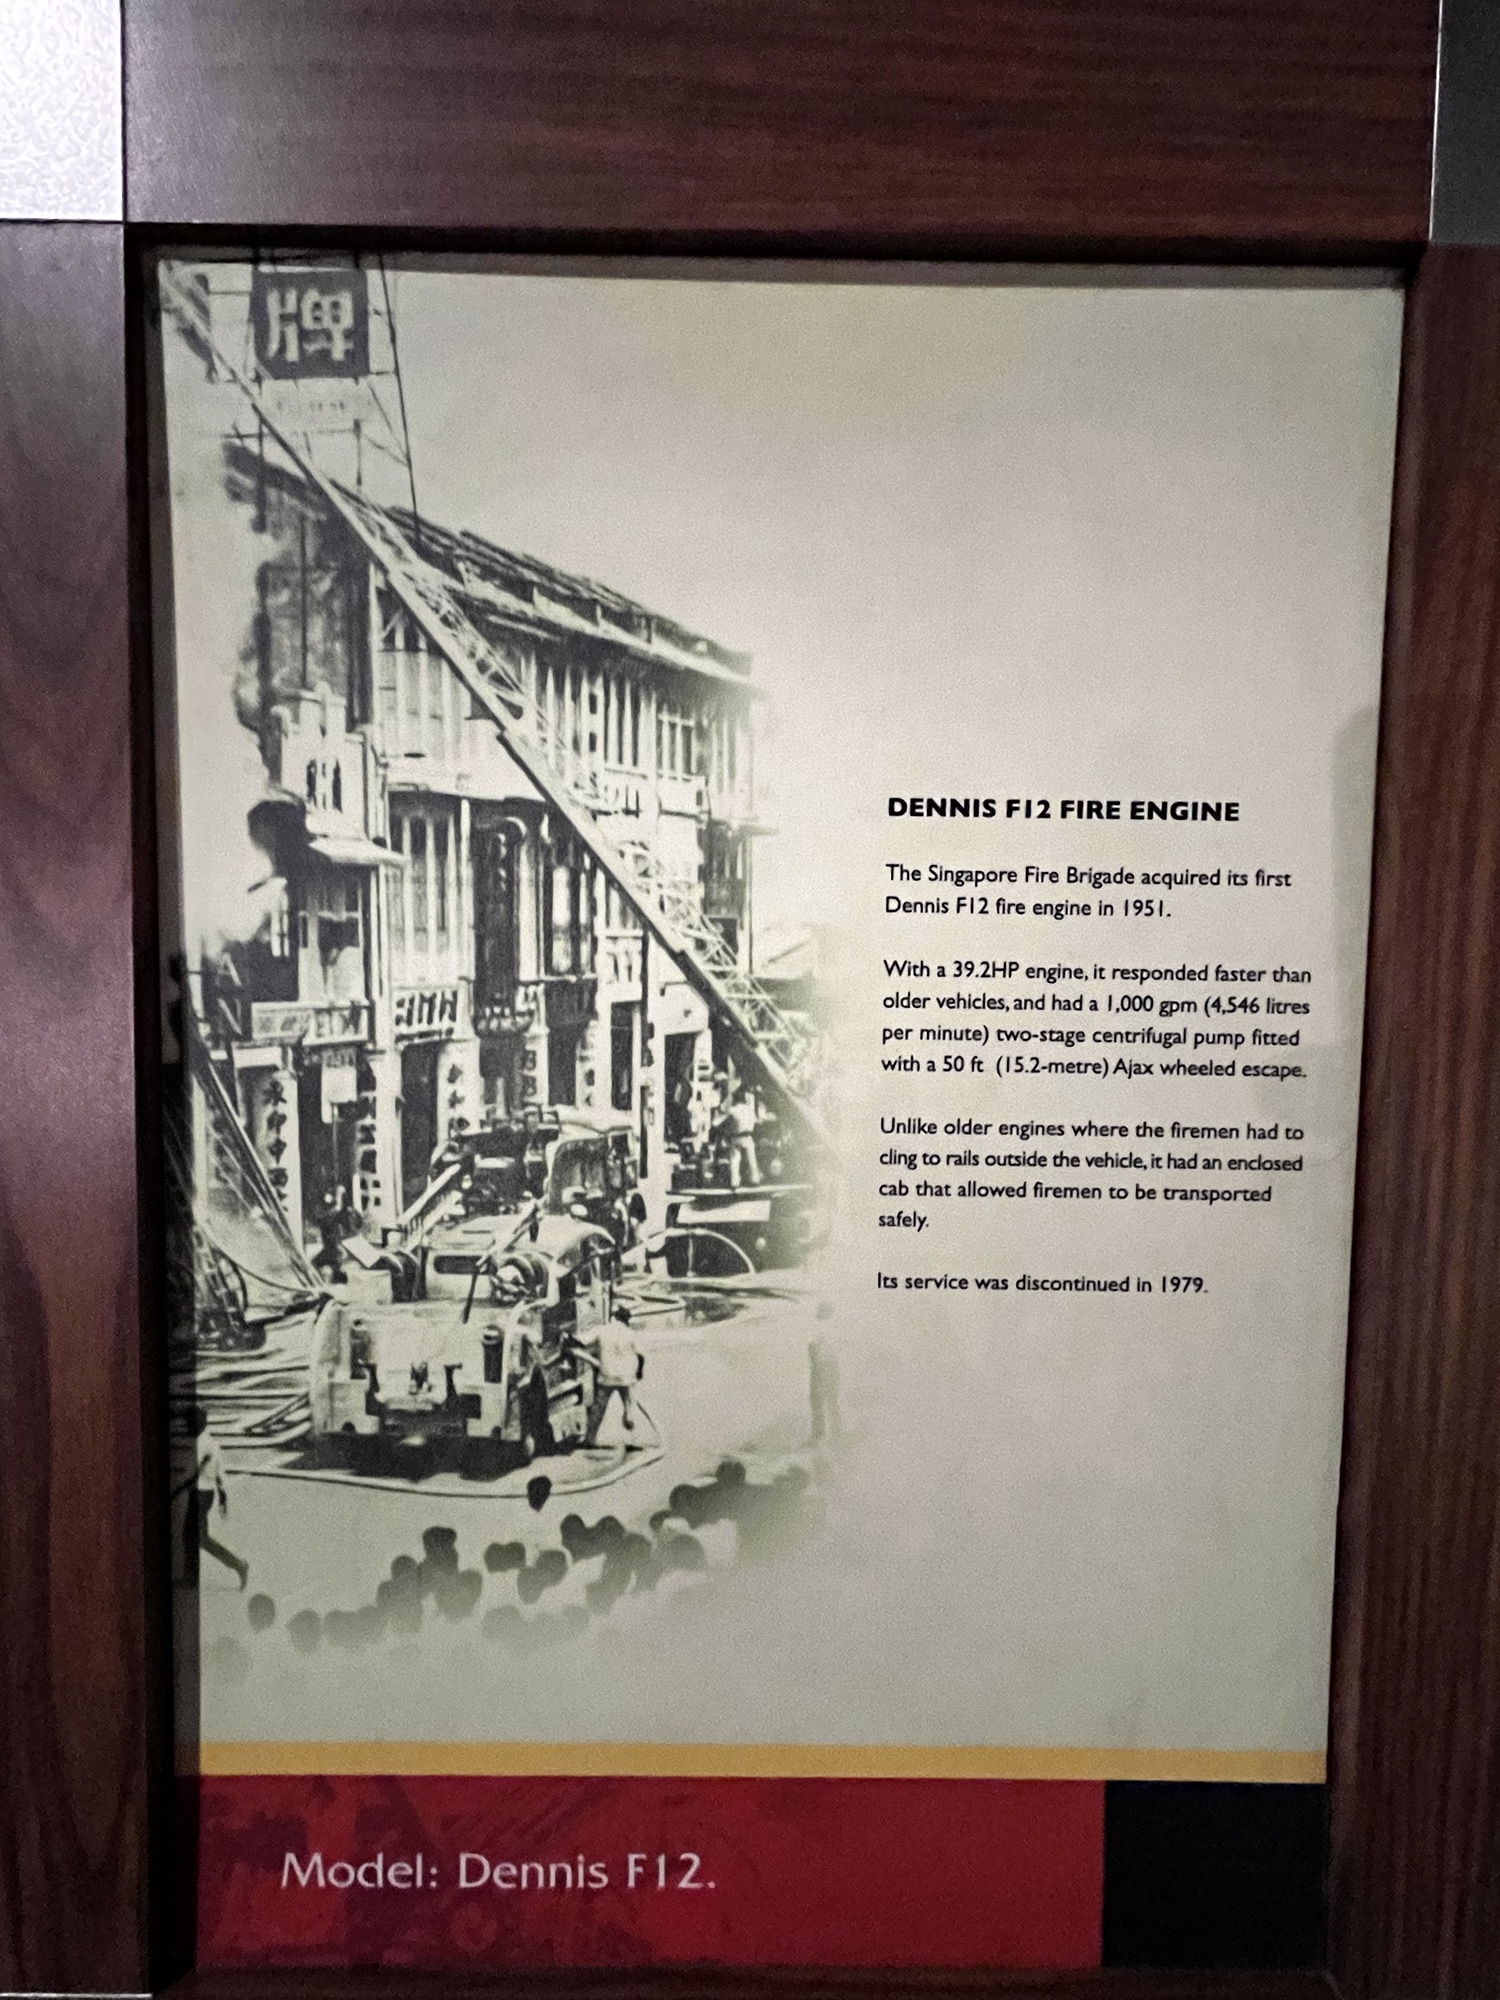 牌
DENNIS F12 FIRE ENGINE
The Singapore Fire Brigade acquired its first
Dennis F12 fire engine in 1951.
With a 39.2HP engine, it responded faster than
older vehicles, and had a 1,000 gpm (4,546 litres
per minute) two-stage centrifugal pump fitted
with a 50 ft (15.2-metre) Ajax wheeled escape.
Unlike older engines where the firemen had to
cling to rails outside the vehicle, it had an enclosed
cab that allowed firemen to be transported
safely.
Its service was discontinued in 1979.
Model: Dennis F12.